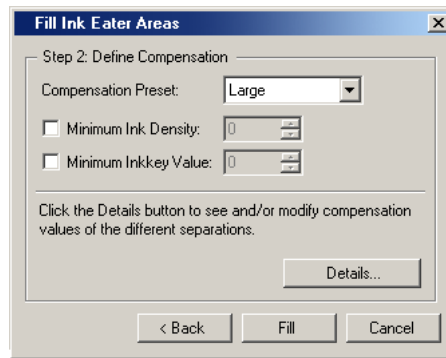 Fill Ink Eater Areas
Step 2: Define Compensation
Compensation Preset: Large
Minimum Ink Density: 0
Minimum Inkkey Value: 0
Click the Details button to see and/or modify compensation
values of the different separations.
Details...
< Back Fill Cancel